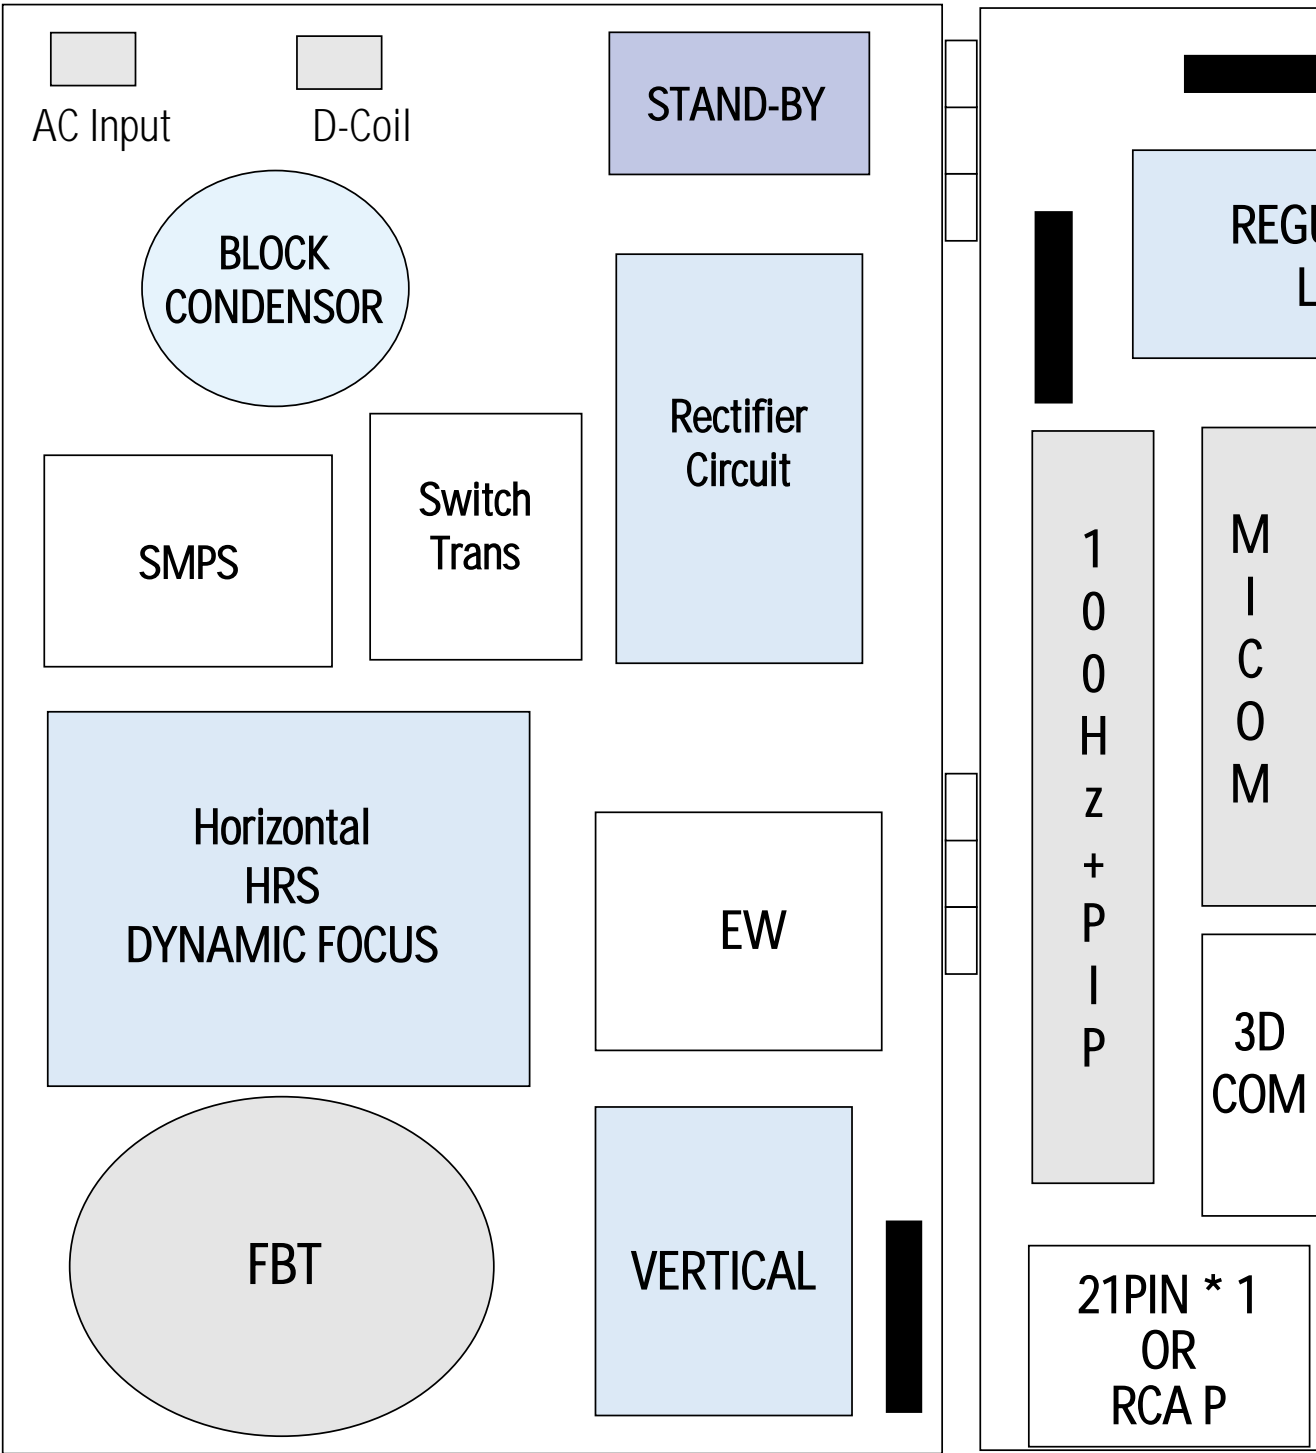 AC Input
D-Coil
STAND-BY
BLOCK
CONDENSOR
Rectifier
Circuit
Switch
Trans
SMPS
Horizontal
HRS
DYNAMIC FOCUS
EW
FBT
VERTICAL
REGU
L
100Hz+PIP
MICOM
3D
COM
21PIN * 1
OR
RCA P